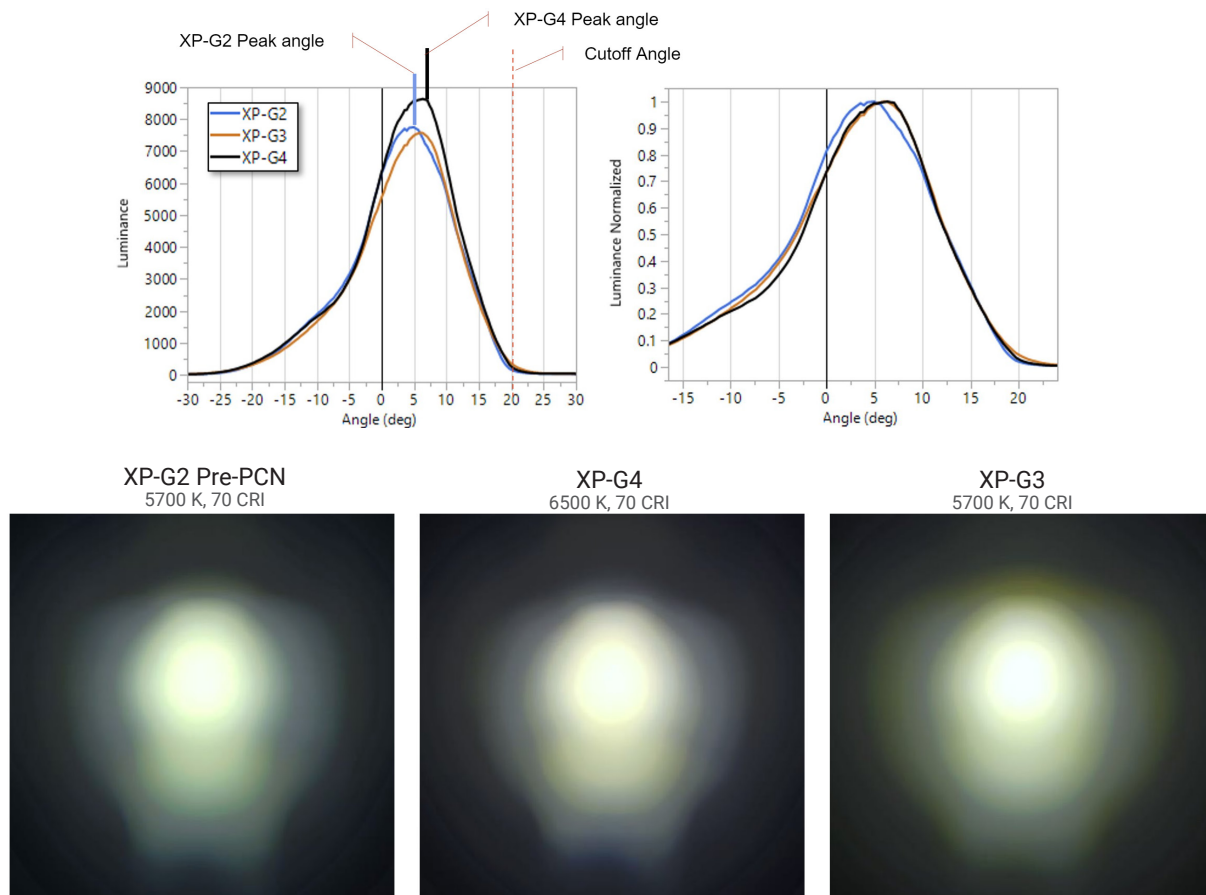 XP-G4 Peak angle
XP-G2 Peak angle
Cutoff Angle
9000
8000
7000
6000
5000
4000
3000
2000
1000
0
Luminance
XP-G2
XP-G3
XP-G4
-30 -25 -20 -15 -10 -5 0 5 10 15 20 25 30
Angle (deg)
1
0.9
0.8
0.7
0.6
0.5
0.4
0.3
0.2
0.1
0
Luminance Normalized
-15 -10 -5 0 5 10 15 20
Angle (deg)
XP-G2 Pre-PCN
5700 K, 70 CRI
XP-G4
6500 K, 70 CRI
XP-G3
5700 K, 70 CRI